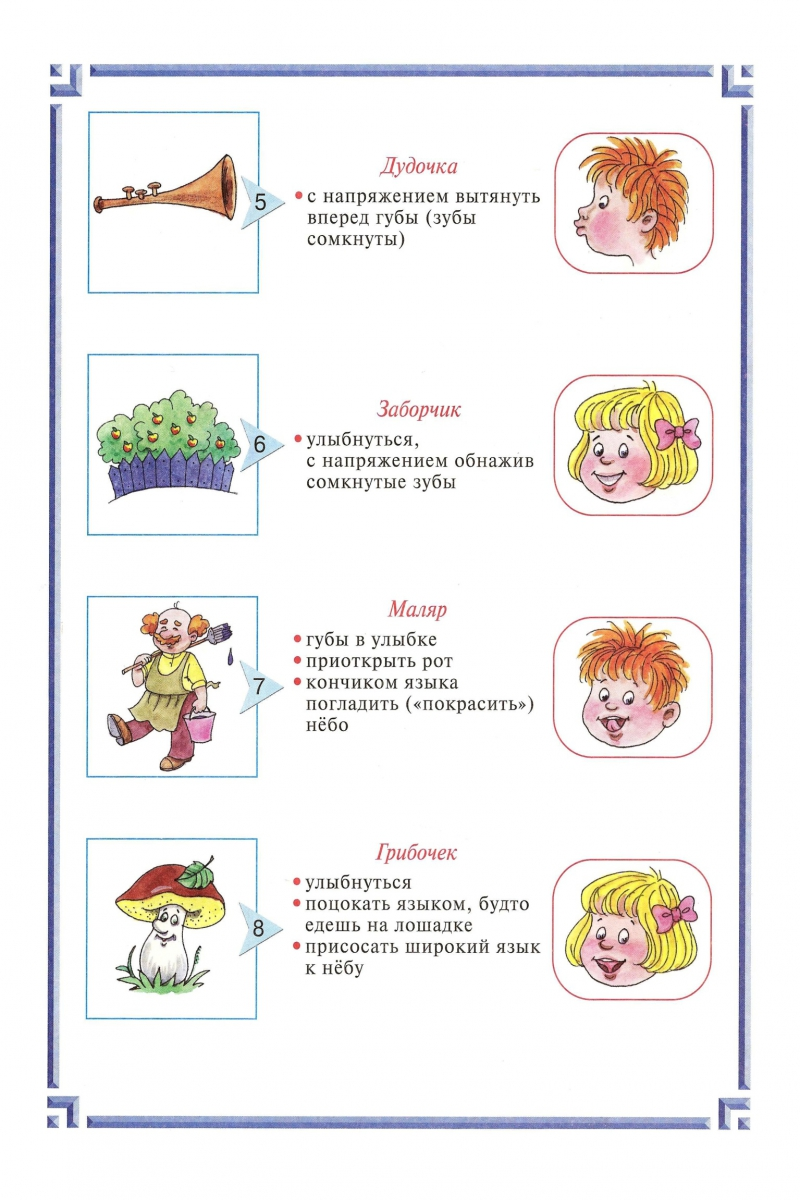 Дудочка
5
• с напряжением вытянуть
вперед губы (зубы
сомкнуты)
Заборчик
6
• улыбнуться,
с напряжением обнажив
сомкнутые зубы
Маляр
• губы в улыбке
• приоткрыть рот
7
• кончиком языка
погладить («покрасить»)
нёбо
Грибочек
• улыбнуться
• поцокать языком, будто
8
едешь на лошадке
• присосать широкий язык
к нёбу